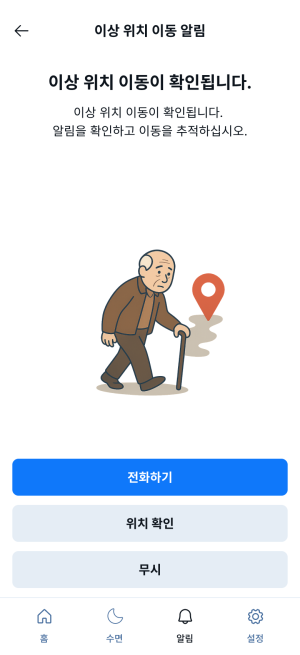 이상 위치 이동 알림
이상 위치 이동이 확인됩니다.
이상 위치 이동이 확인됩니다.
알림을 확인하고 이동을 추적하십시오.
전화하기
위치 확인
무시
홈 수면 알림 설정